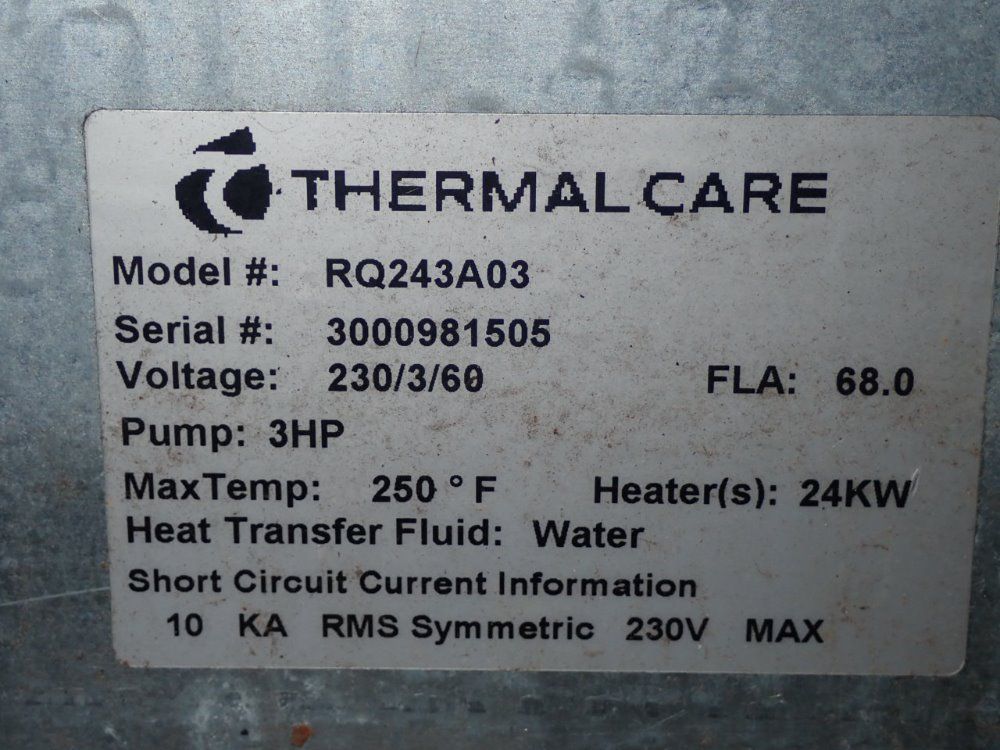 THERMAL CARE
Model #: RQ243A03
Serial #: 3000981505
Voltage: 230/3/60 FLA: 68.0
Pump: 3HP
MaxTemp: 250 ° F Heater(s): 24KW
Heat Transfer Fluid: Water
Short Circuit Current Information
10 KA RMS Symmetric 230V MAX